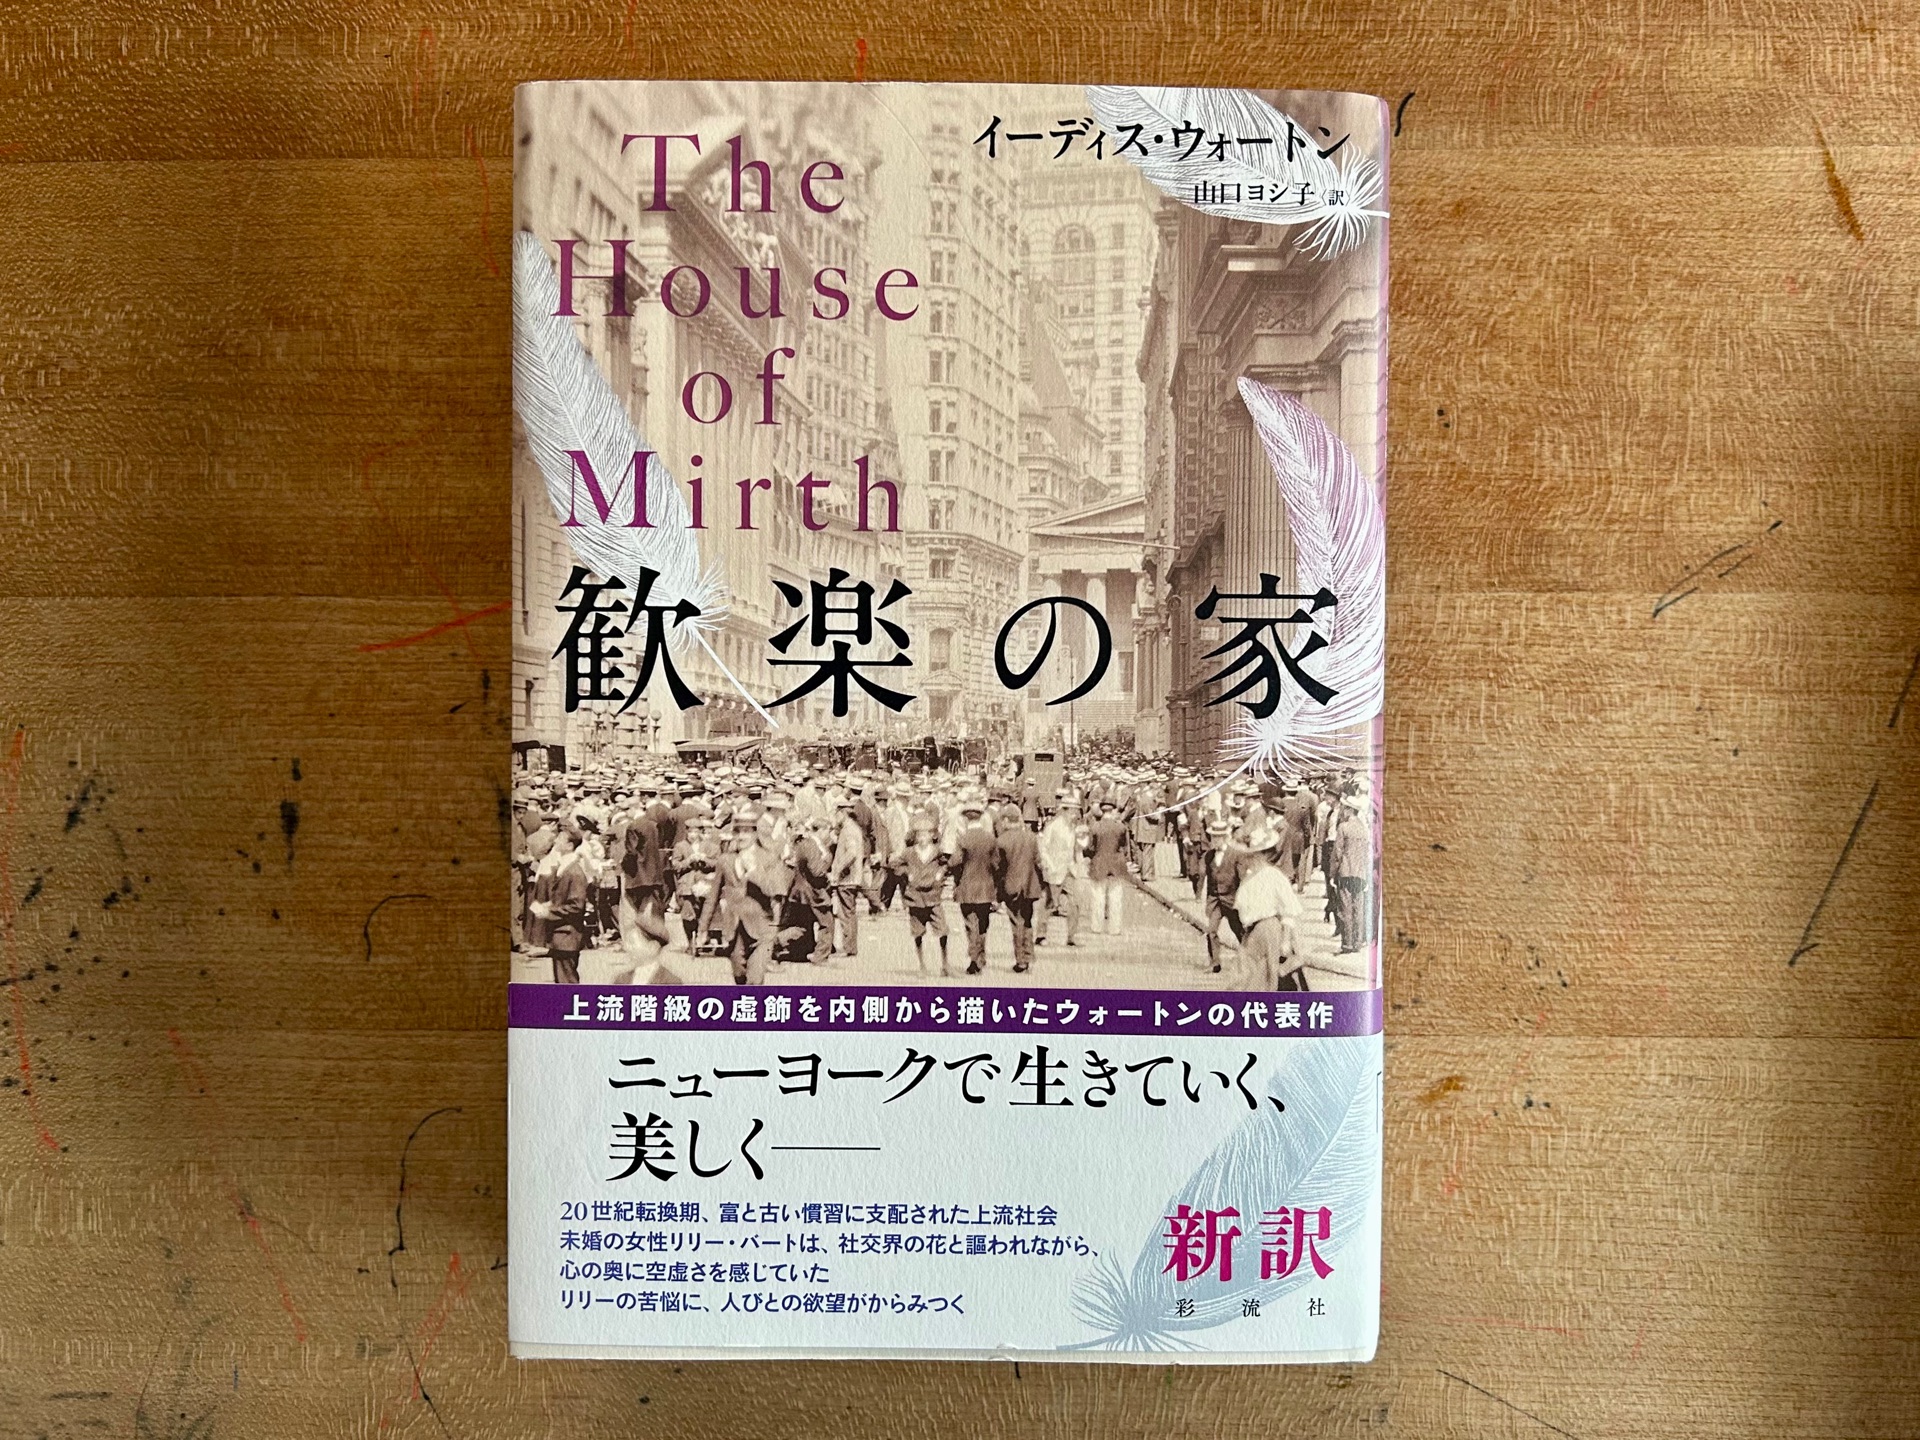 The
House
of
Mirth
イーディス・ウォートン
山口ヨシ子〈訳〉
歓楽の家
上流階級の虚飾を内側から描いたウォートンの代表作
ニューヨークで生きていく、
美しく――
20世紀転換期、富と古い慣習に支配された上流社会
未婚の女性リリー・バートは、社交界の花と謳われながら、
心の奥に空虚さを感じていた
リリーの苦悩に、人びとの欲望がからみつく
新訳
彩流社